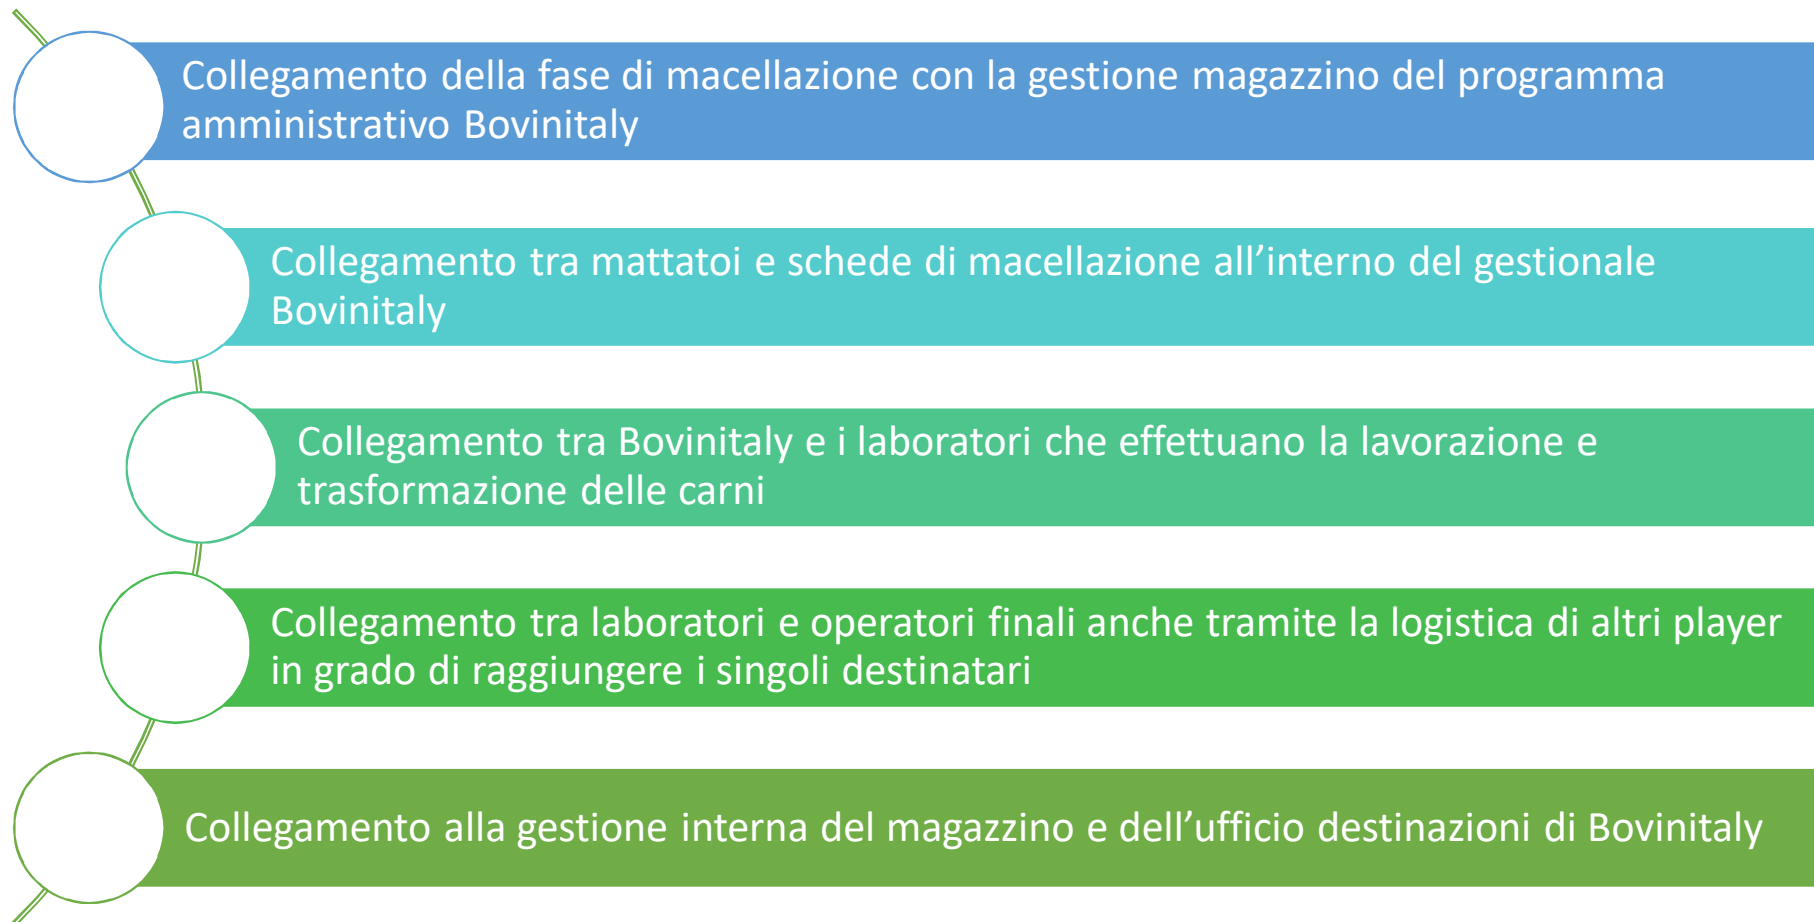 Collegamento della fase di macellazione con la gestione magazzino del programma
amministrativo Bovinitaly
Collegamento tra mattatoi e schede di macellazione all’interno del gestionale
Bovinitaly
Collegamento tra Bovinitaly e i laboratori che effettuano la lavorazione e
trasformazione delle carni
Collegamento tra laboratori e operatori finali anche tramite la logistica di altri player
in grado di raggiungere i singoli destinatari
Collegamento alla gestione interna del magazzino e dell’ufficio destinazioni di Bovinitaly